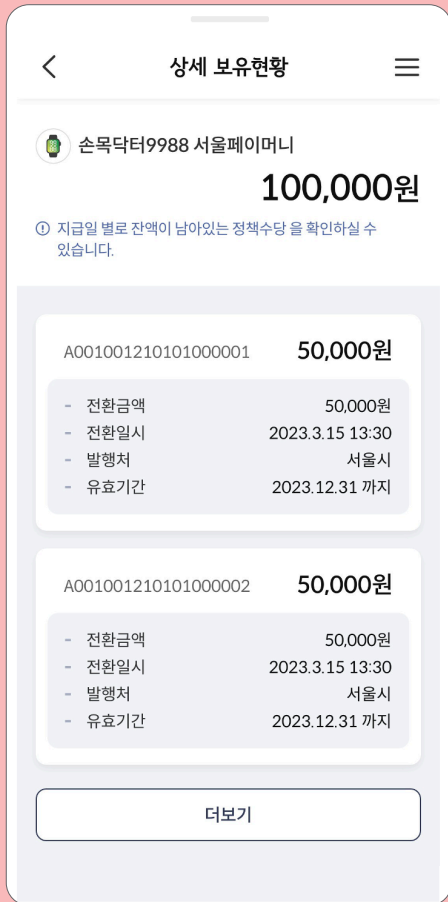 상세 보유현황
손목닥터9988 서울페이머니
100,000원
지급일 별로 잔액이 남아있는 정책수당 을 확인하실 수
있습니다.
A001001210101000001 50,000원
- 전환금액 50,000원
- 전환일시 2023.3.15 13:30
- 발행처 서울시
- 유효기간 2023.12.31 까지
A001001210101000002 50,000원
- 전환금액 50,000원
- 전환일시 2023.3.15 13:30
- 발행처 서울시
- 유효기간 2023.12.31 까지
더보기